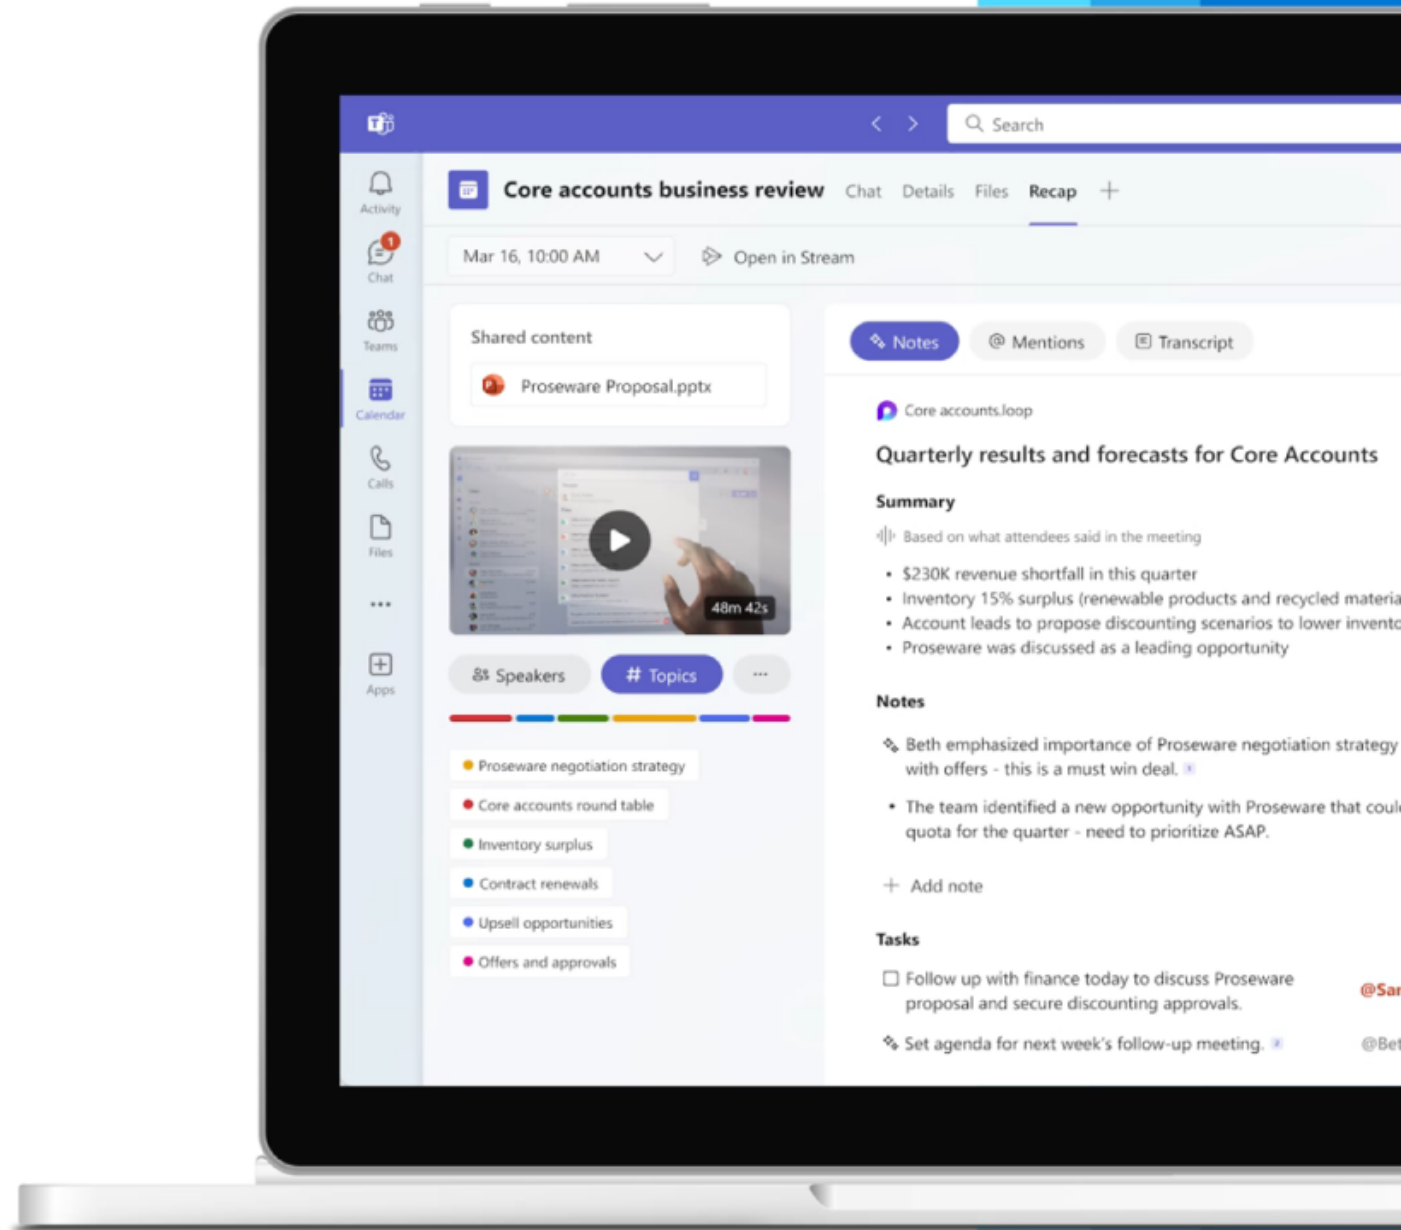 Search
Activity
1
Chat
Teams
Calendar
Calls
Files
Apps
Core accounts business review
Chat
Details
Files
Recap
Mar 16, 10:00 AM
Open in Stream
Shared content
Proseware Proposal.pptx
48m 42s
Speakers
# Topics
Proseware negotiation strategy
Core accounts round table
Inventory surplus
Contract renewals
Upsell opportunities
Offers and approvals
Notes
@ Mentions
Transcript
Core accounts.loop
Quarterly results and forecasts for Core Accounts
Summary
Based on what attendees said in the meeting
• $230K revenue shortfall in this quarter
• Inventory 15% surplus (renewable products and recycled materia
• Account leads to propose discounting scenarios to lower invento
• Proseware was discussed as a leading opportunity
Notes
Beth emphasized importance of Proseware negotiation strategy
with offers - this is a must win deal.
• The team identified a new opportunity with Proseware that coul
quota for the quarter - need to prioritize ASAP.
+ Add note
Tasks
Follow up with finance today to discuss Proseware
proposal and secure discounting approvals.
@Sar
Set agenda for next week's follow-up meeting.
@Bet